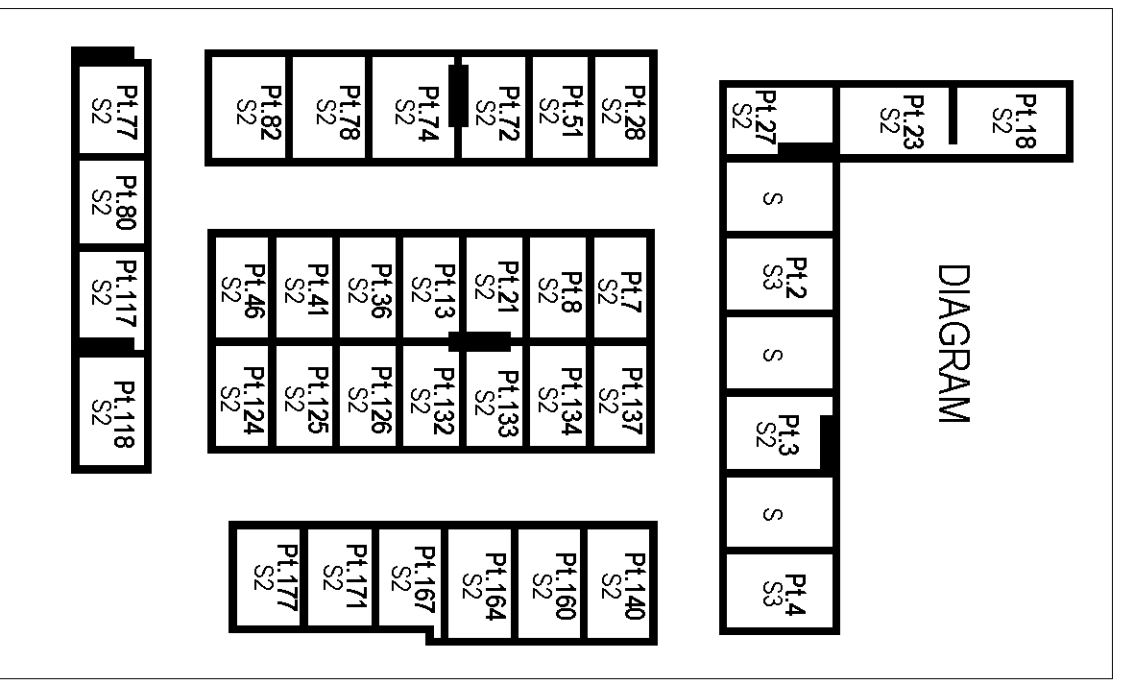 DIAGRAM
Pt.18
S2
Pt.23
S2
Pt.27
S2
S
Pt.2
S3
S
Pt.3
S2
S
Pt.4
S3
Pt.28
S2
Pt.51
S2
Pt.72
S2
Pt.74
S2
Pt.78
S2
Pt.82
S2
Pt.7
S2
Pt.137
S2
Pt.8
S2
Pt.134
S2
Pt.21
S2
Pt.133
S2
Pt.13
S2
Pt.132
S2
Pt.36
S2
Pt.126
S2
Pt.41
S2
Pt.125
S2
Pt.46
S2
Pt.124
S2
Pt.140
S2
Pt.160
S2
Pt.164
S2
Pt.167
S2
Pt.171
S2
Pt.177
S2
Pt.77
S2
Pt.80
S2
Pt.117
S2
Pt.118
S2